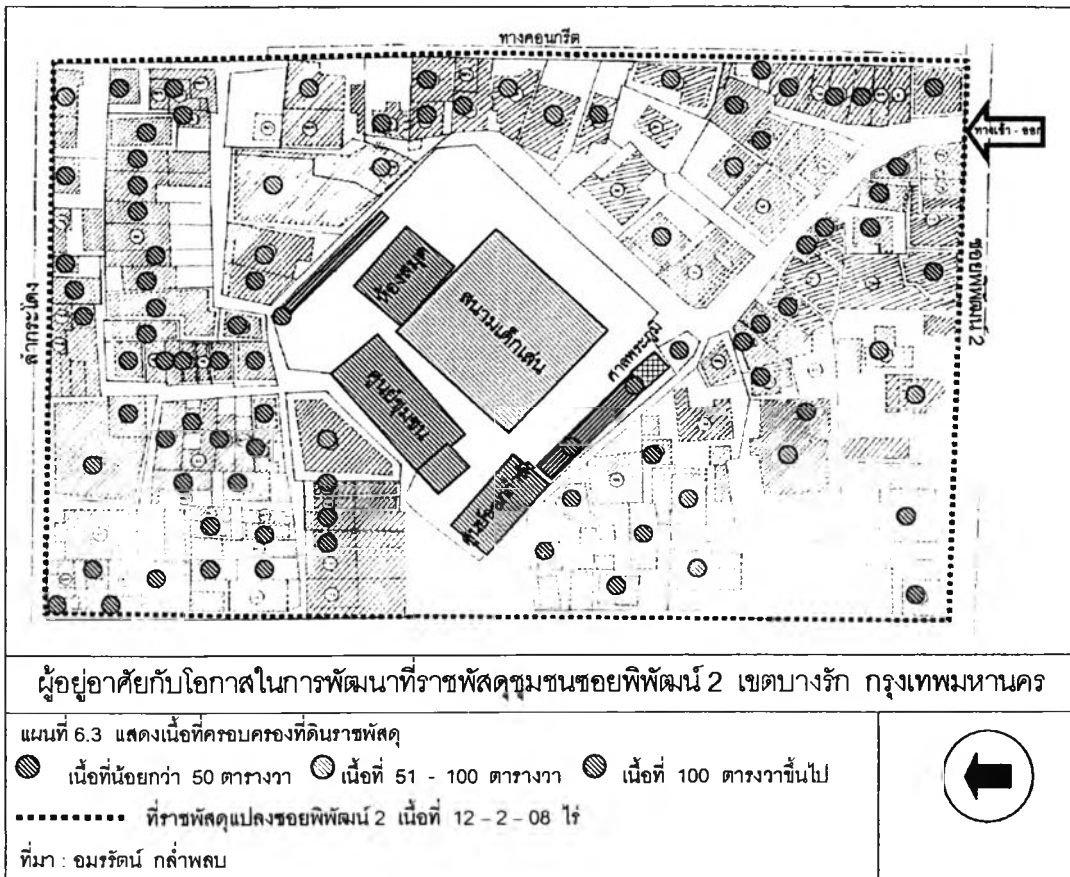 ทางคอนกรีต
ทางเข้า - ออก
ลำกระโดง
ซอยพิพัฒน์ 2
ห้องสมุด
สนามเด็กเล่น
ศาลพระภูมิ
ศูนย์ชุมชน
ผู้อยู่อาศัยกับโอกาสในการพัฒนาที่ราชพัสดุชุมชนซอยพิพัฒน์ 2 เขตบางรัก กรุงเทพมหานคร
แผนที่ 6.3 แสดงเนื้อที่ครอบครองที่ดินราชพัสดุ
เนื้อที่น้อยกว่า 50 ตารางวา เนื้อที่ 51 - 100 ตารางวา เนื้อที่ 100 ตารงวาขึ้นไป
ที่ราชพัสดุแปลงซอยพิพัฒน์ 2 เนื้อที่ 12 – 2 – 08 ไร่
ที่มา : อมรรัตน์ กล่ำพลบ